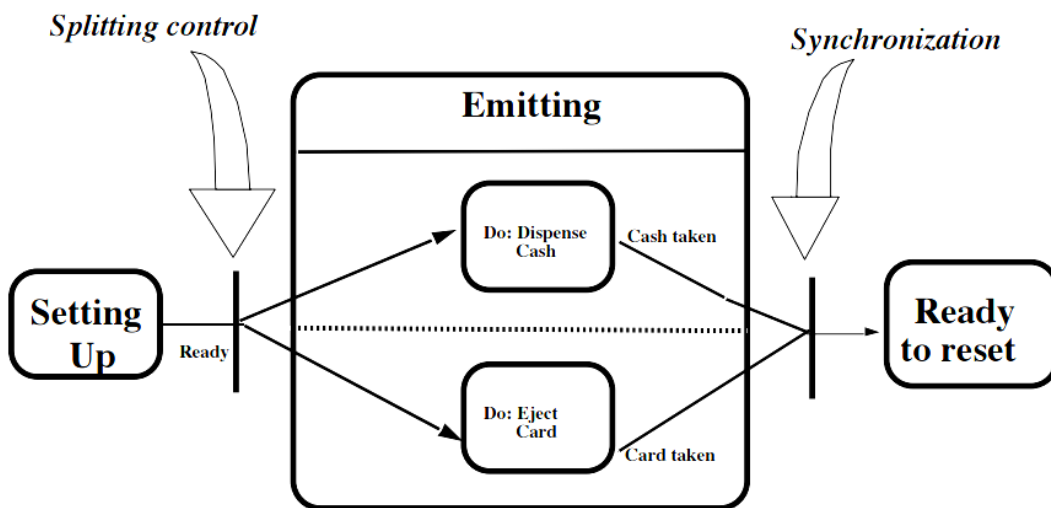 Splitting control
Synchronization
Emitting
Do: Dispense
Cash
Cash taken
Setting
Up
Ready
Ready
to reset
Do: Eject
Card
Card taken